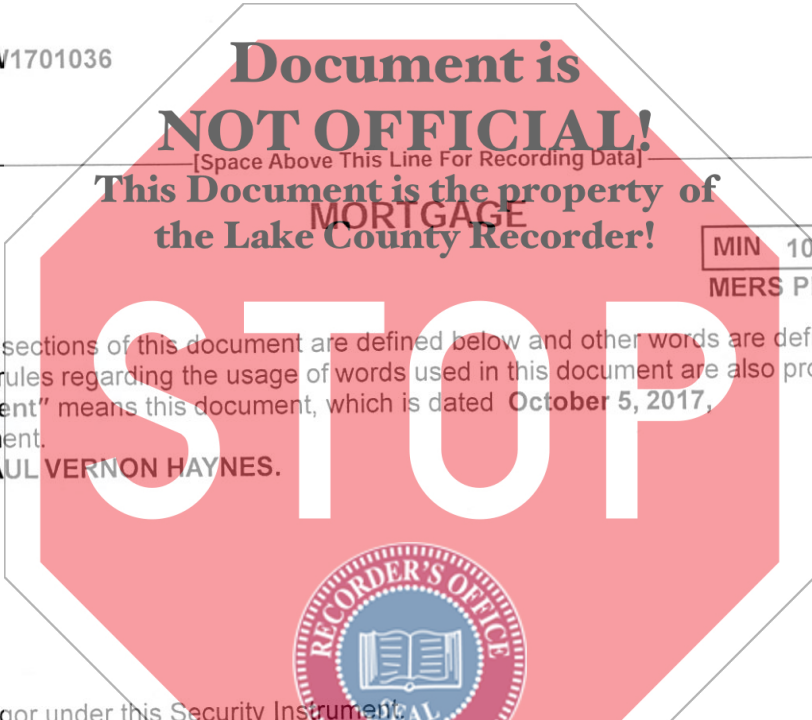 1701036
Document is
NOT OFFICIAL!
[Space Above This Line For Recording Data]
This Document is the property of
MORTGAGE
the Lake County Recorder!
MIN 10
MERS P
STOP
sections of this document are defined below and other words are def
rules regarding the usage of words used in this document are also pro
ent” means this document, which is dated October 5, 2017,
ent.
AUL VERNON HAYNES.
RECORDER'S OFFICE
SEAL
gor under this Security Instrument.